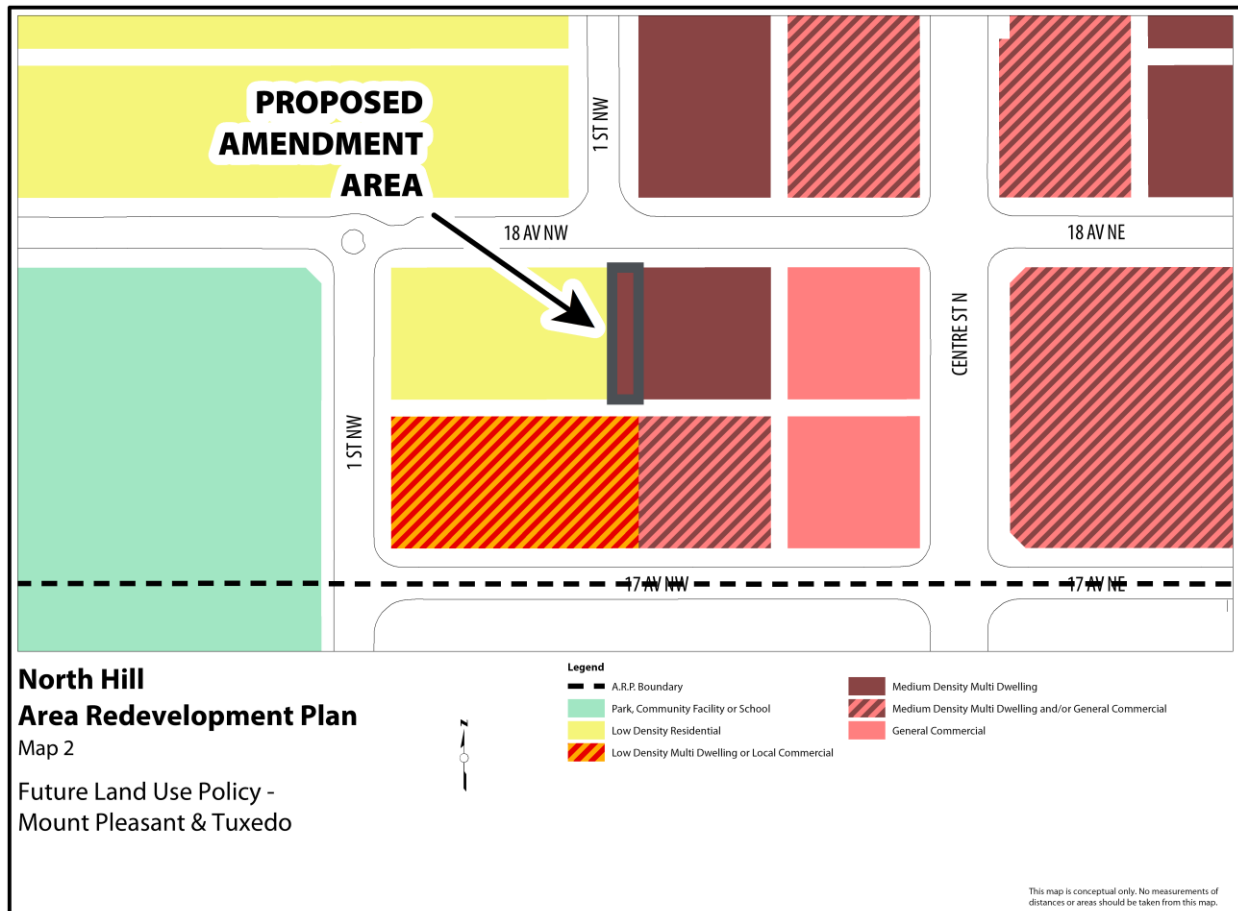 PROPOSED
AMENDMENT
AREA
1 ST NW
18 AV NW
18 AV NE
CENTRE ST N
1 ST NW
17 AV NW
17 AV NE
North Hill
Area Redevelopment Plan
Map 2
Future Land Use Policy -
Mount Pleasant & Tuxedo
N
Legend
A.R.P. Boundary
Park, Community Facility or School
Low Density Residential
Low Density Multi Dwelling or Local Commercial
Medium Density Multi Dwelling
Medium Density Multi Dwelling and/or General Commercial
General Commercial
This map is conceptual only. No measurements of
distances or areas should be taken from this map.